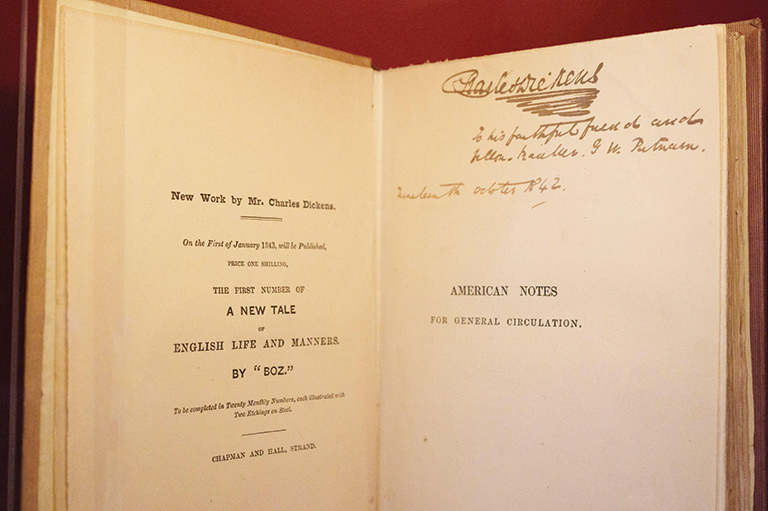 New Work by Mr. Charles Dickens.
On the First of January 1843, will be Published,
PRICE ONE SHILLING,
THE FIRST NUMBER OF
A NEW TALE
OF
ENGLISH LIFE AND MANNERS.
BY "BOZ."
To be completed in Twenty Monthly Numbers, each illustrated with
Two Etchings on Steel.
CHAPMAN AND HALL, STRAND.
Charles Dickens
To his faithful friend and
fellow-traveller. G W. Putnam.
Nineteenth October 1842.
AMERICAN NOTES
FOR GENERAL CIRCULATION.